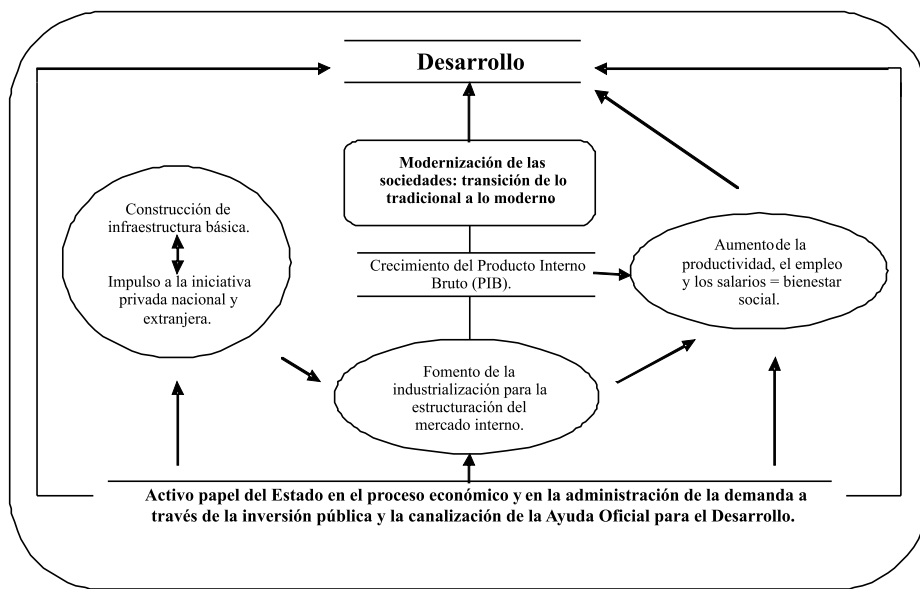 Desarrollo
Modernización de las
sociedades: transición de lo
tradicional a lo moderno
Construcción de
infraestructura básica.
Impulso a la iniciativa
privada nacional y
extranjera.
Crecimiento del Producto Interno
Bruto (PIB).
Aumento de la
productividad, el empleo
y los salarios = bienestar
social.
Fomento de la
industrialización para la
estructuración del
mercado interno.
Activo papel del Estado en el proceso económico y en la administración de la demanda a
través de la inversión pública y la canalización de la Ayuda Oficial para el Desarrollo.